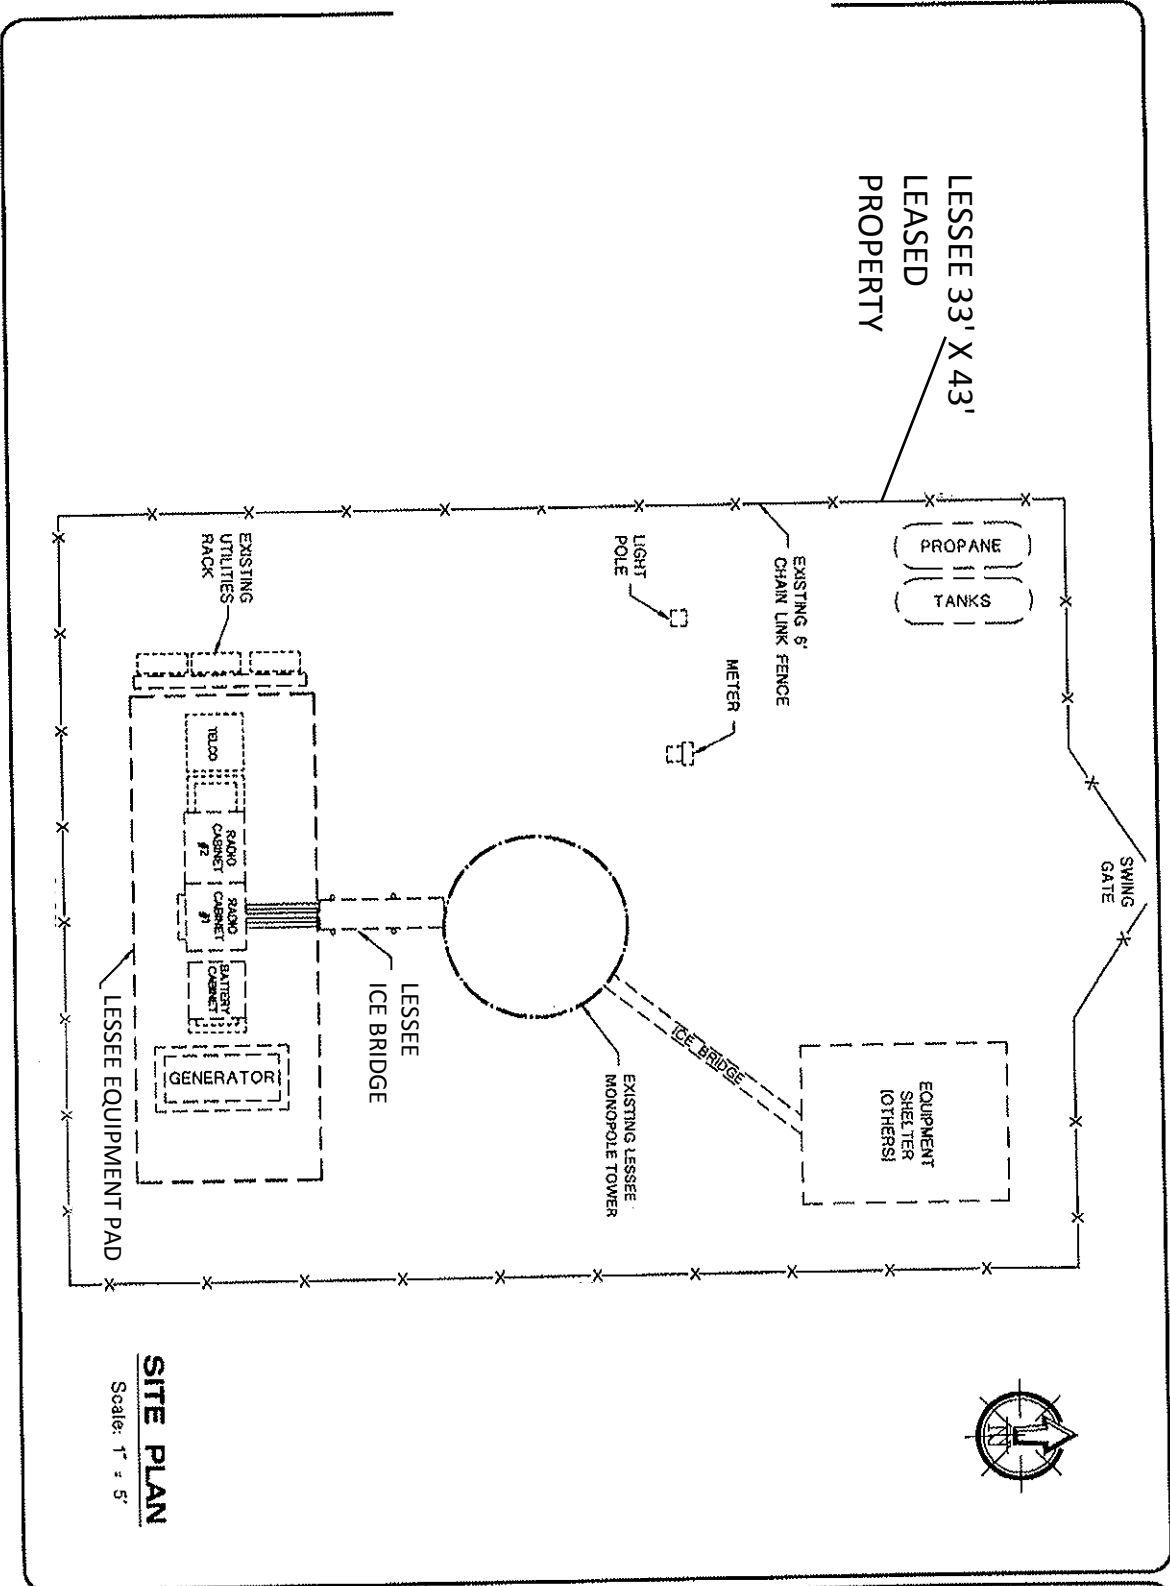 LESSEE 33' X 43'
LEASED
PROPERTY
PROPANE
TANKS
SWING
GATE
EXISTING 6'
CHAIN LINK FENCE
LIGHT
POLE
METER
EXISTING
UTILITIES
RACK
TELCO
RADIO
CABINET
#2
RADIO
CABINET
#1
BATTERY
CABINET
GENERATOR
LESSEE
ICE BRIDGE
ICE BRIDGE
EQUIPMENT
SHELTER
(OTHERS)
EXISTING LESSEE
MONOPOLE TOWER
LESSEE EQUIPMENT PAD
N
SITE PLAN
Scale: 1" = 5'